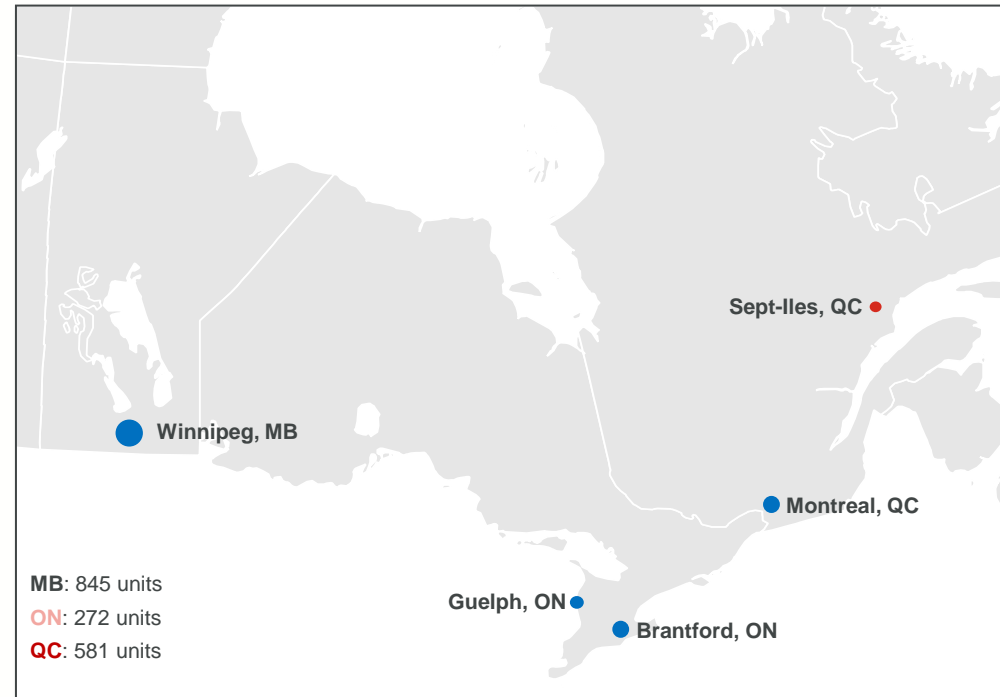 Sept-Iles, QC
Winnipeg, MB
Montreal, QC
MB: 845 units
ON: 272 units
QC: 581 units
Guelph, ON
Brantford, ON